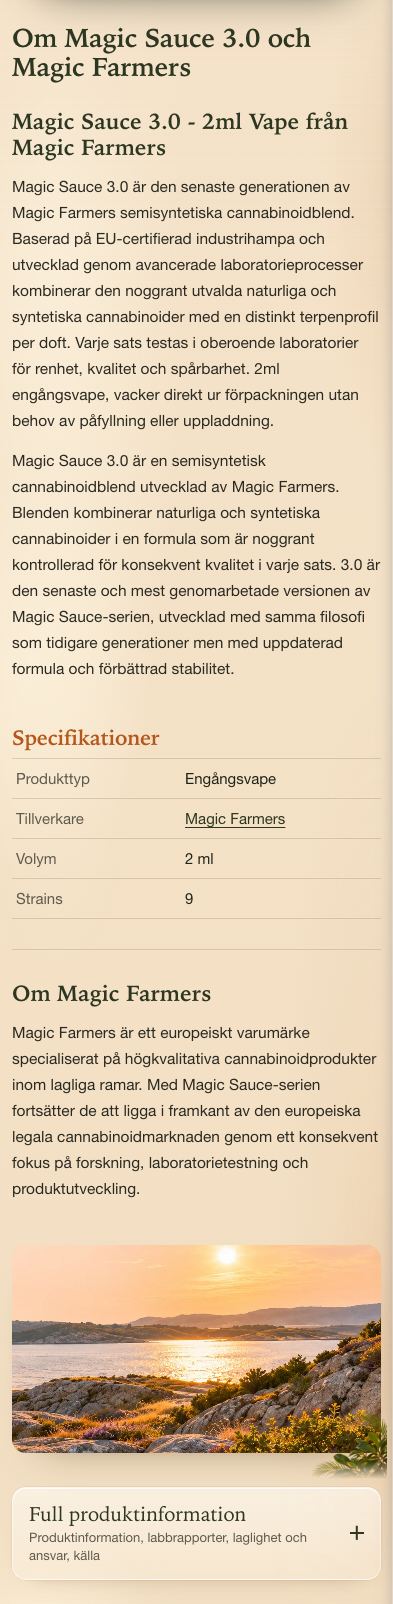 Om Magic Sauce 3.0 och
Magic Farmers
Magic Sauce 3.0 - 2ml Vape från
Magic Farmers
Magic Sauce 3.0 är den senaste generationen av
Magic Farmers semisyntetiska cannabinoidblend.
Baserad på EU-certifierad industrihampa och
utvecklad genom avancerade laboratorieprocesser
kombinerar den noggrant utvalda naturliga och
syntetiska cannabinoider med en distinkt terpenprofil
per doft. Varje sats testas i oberoende laboratorier
för renhet, kvalitet och spårbarhet. 2ml
engångsvape, vacker direkt ur förpackningen utan
behov av påfyllning eller uppladdning.
Magic Sauce 3.0 är en semisyntetisk
cannabinoidblend utvecklad av Magic Farmers.
Blenden kombinerar naturliga och syntetiska
cannabinoider i en formula som är noggrant
kontrollerad för konsekvent kvalitet i varje sats. 3.0 är
den senaste och mest genomarbetade versionen av
Magic Sauce-serien, utvecklad med samma filosofi
som tidigare generationer men med uppdaterad
formula och förbättrad stabilitet.
Specifikationer
Produkttyp Engångsvape
Tillverkare Magic Farmers
Volym 2 ml
Strains 9
Om Magic Farmers
Magic Farmers är ett europeiskt varumärke
specialiserat på högkvalitativa cannabinoidprodukter
inom lagliga ramar. Med Magic Sauce-serien
fortsätter de att ligga i framkant av den europeiska
legala cannabinoidmarknaden genom ett konsekvent
fokus på forskning, laboratorietestning och
produktutveckling.
Full produktinformation
Produktinformation, labbrapporter, laglighet och
ansvar, källa